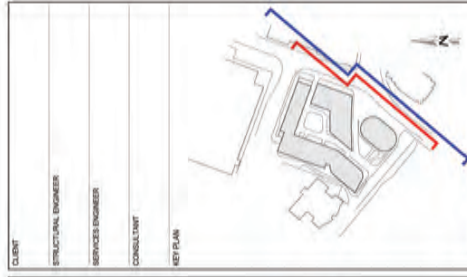 CLIENT
STRUCTURAL ENGINEER
SERVICES ENGINEER
CONSULTANT
KEY PLAN
N